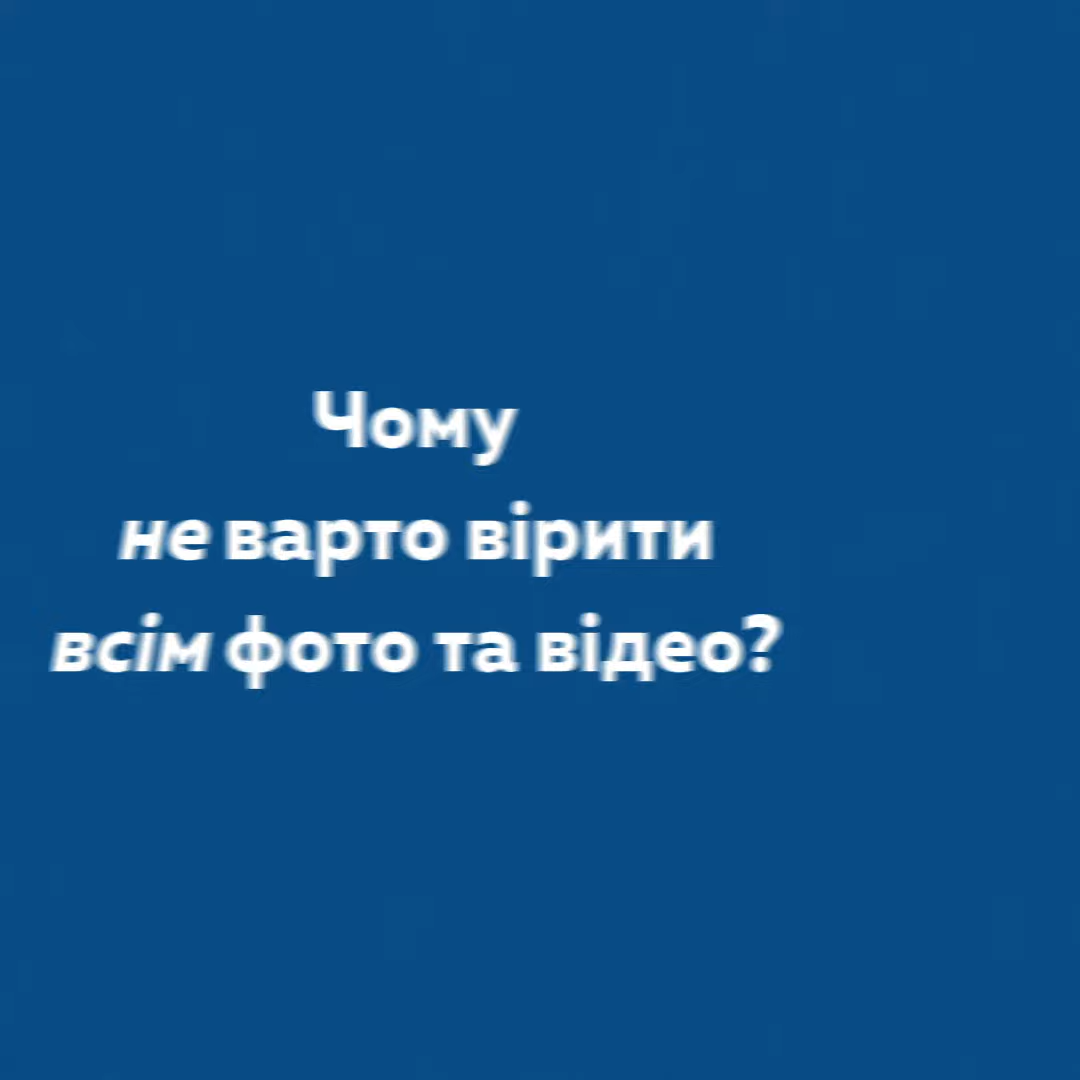 Чому
не варто вірити
всім фото та відео?